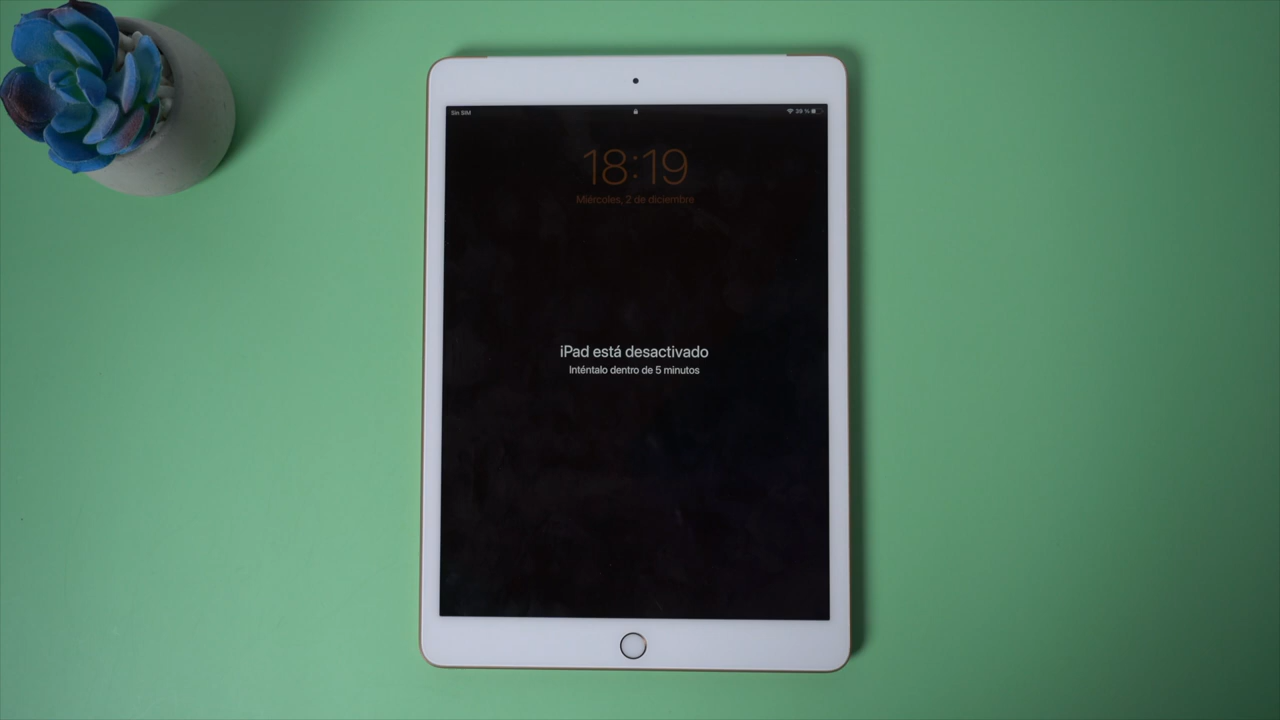 Sin SIM
39 %
18:19
Miércoles, 2 de diciembre
iPad está desactivado
Inténtalo dentro de 5 minutos